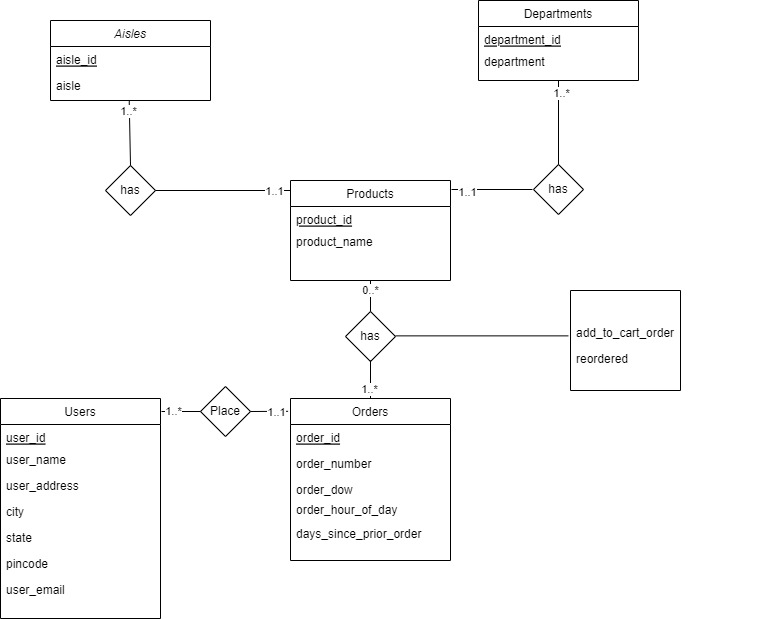 Departments
department_id
department
1..*
Aisles
aisle_id
aisle
1..*
has
1..1
Products
product_id
product_name
1..1
has
0..*
has
1..*
add_to_cart_order
reordered
Users
user_id
user_name
user_address
city
state
pincode
user_email
1..*
Place
1..1
Orders
order_id
order_number
order_dow
order_hour_of_day
days_since_prior_order